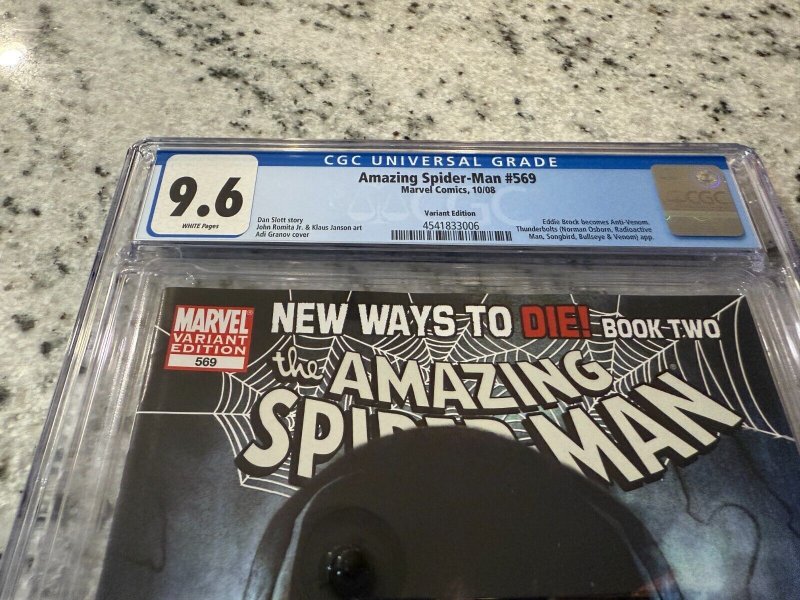 CGC UNIVERSAL GRADE
9.6
WHITE Pages
Amazing Spider-Man #569
Marvel Comics, 10/08
Variant Edition
4541833006
Dan Slott story
John Romita Jr. & Klaus Janson art
Adi Granov cover
Eddie Brock becomes Anti-Venom.
Thunderbolts (Norman Osborn, Radioactive
Man, Songbird, Bullseye & Venom) app.
CGC
MARVEL
VARIANT
EDITION
569
NEW WAYS TO DIE! BOOK TWO
the AMAZING
SPIDER-MAN